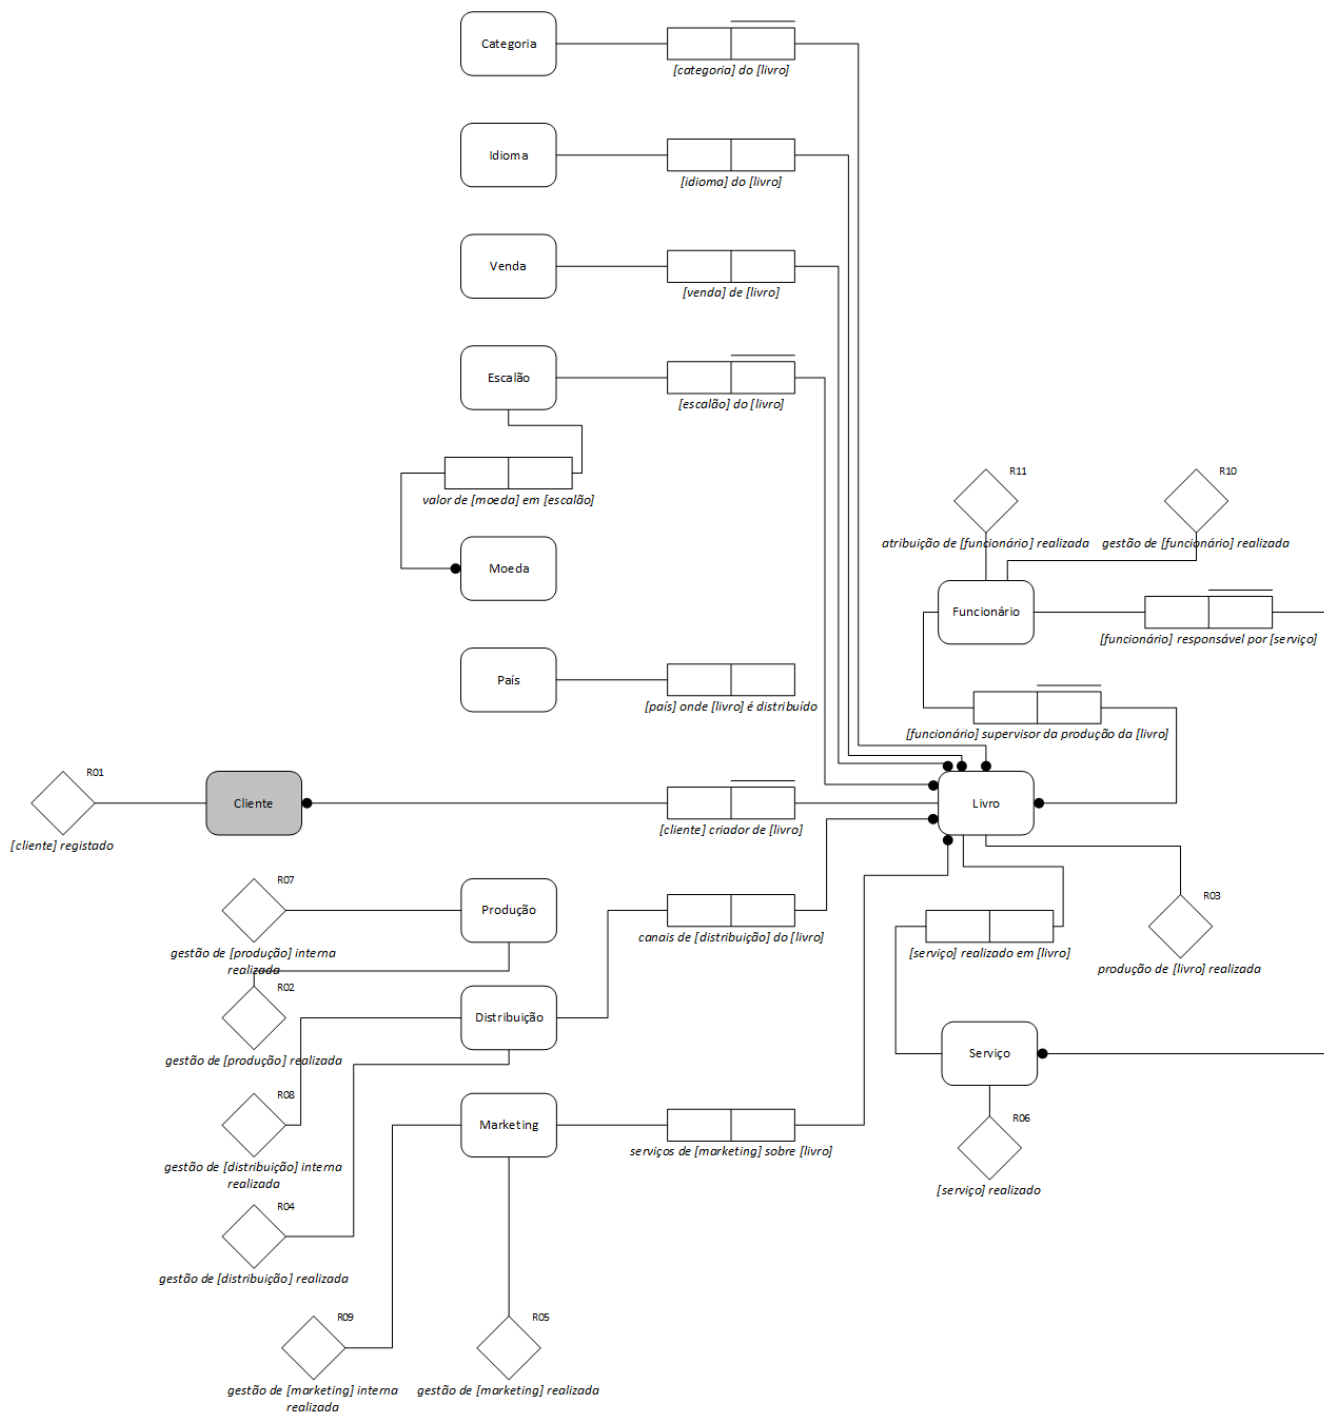 Categoria
[categoria] do [livro]
Idioma
[idioma] do [livro]
Venda
[venda] de [livro]
Escalão
[escalão] do [livro]
valor de [moeda] em [escalão]
Moeda
R11
R10
atribuição de [funcionário] realizada
gestão de [funcionário] realizada
Funcionário
[funcionário] responsável por [serviço]
País
[país] onde [livro] é distribuído
[funcionário] supervisor da produção da [livro]
R01
Cliente
[cliente] registado
[cliente] criador de [livro]
Livro
R07
Produção
gestão de [produção] interna
realizada
canais de [distribuição] do [livro]
R03
[serviço] realizado em [livro]
produção de [livro] realizada
R02
Distribuição
gestão de [produção] realizada
Serviço
R08
Marketing
gestão de [distribuição] interna
realizada
serviços de [marketing] sobre [livro]
R06
[serviço] realizado
R04
gestão de [distribuição] realizada
R09
R05
gestão de [marketing] interna
realizada
gestão de [marketing] realizada